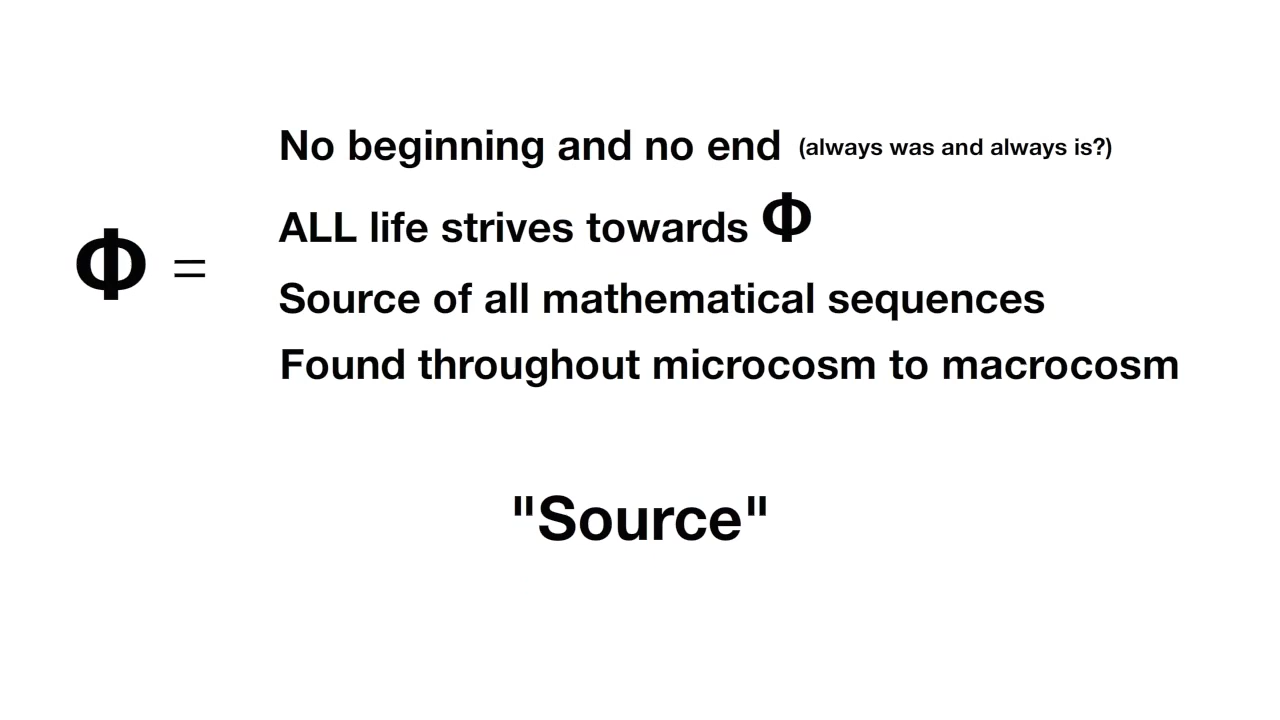 No beginning and no end (always was and always is?)
ALL life strives towards Φ
Φ =
Source of all mathematical sequences
Found throughout microcosm to macrocosm
"Source"